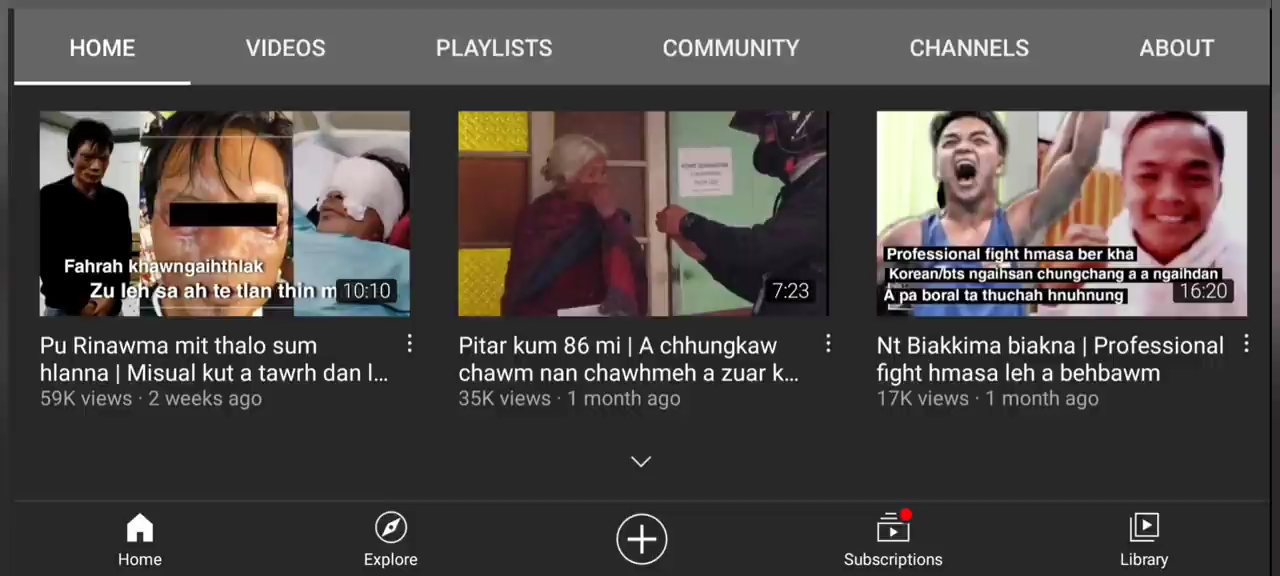 HOME VIDEOS PLAYLISTS COMMUNITY CHANNELS ABOUT
Fahrah khawngaihthlak
Zu leh sa ah te tlan thin m
10:10
Pu Rinawma mit thalo sum
hlanna | Misual kut a tawrh dan l...
59K views · 2 weeks ago
7:23
Pitar kum 86 mi | A chhungkaw
chawm nan chawhmeh a zuar k...
35K views · 1 month ago
Professional fight hmasa ber kha
Korean/bts ngaihsan chungchang a a ngaihdan
A pa boral ta thuchah hnuhnung
16:20
Nt Biakkima biakna | Professional
fight hmasa leh a behbawm
17K views · 1 month ago
Home Explore Subscriptions Library